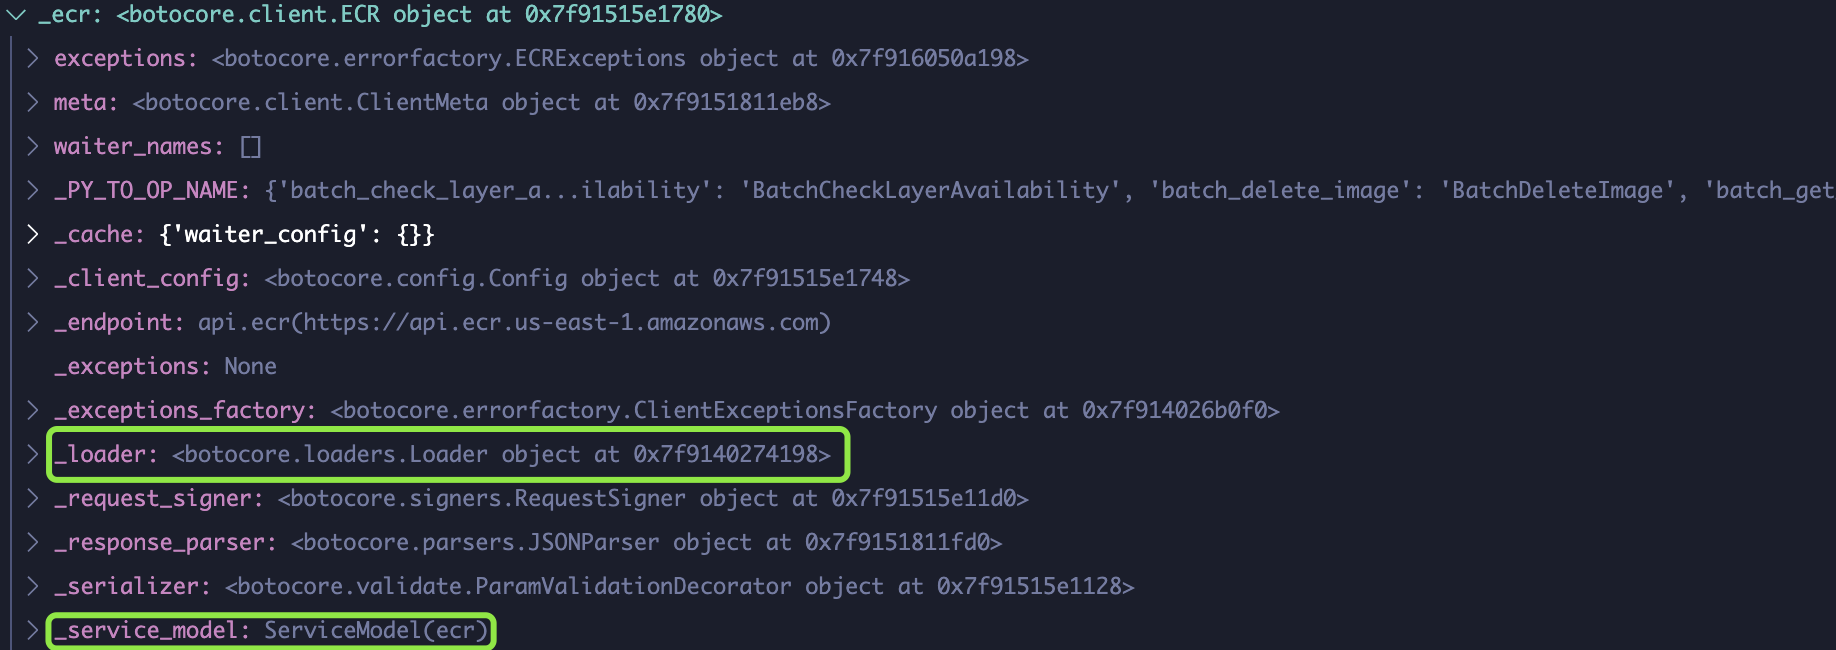 _ecr: <botocore.client.ECR object at 0x7f91515e1780>
exceptions: <botocore.errorfactory.ECRExceptions object at 0x7f916050a198>
meta: <botocore.client.ClientMeta object at 0x7f9151811eb8>
waiter_names: []
_PY_TO_OP_NAME: {'batch_check_layer_a...ilability': 'BatchCheckLayerAvailability', 'batch_delete_image': 'BatchDeleteImage', 'batch_get_
_cache: {'waiter_config': {}}
_client_config: <botocore.config.Config object at 0x7f91515e1748>
_endpoint: api.ecr(https://api.ecr.us-east-1.amazonaws.com)
_exceptions: None
_exceptions_factory: <botocore.errorfactory.ClientExceptionsFactory object at 0x7f914026b0f0>
_loader: <botocore.loaders.Loader object at 0x7f9140274198>
_request_signer: <botocore.signers.RequestSigner object at 0x7f91515e11d0>
_response_parser: <botocore.parsers.JSONParser object at 0x7f9151811fd0>
_serializer: <botocore.validate.ParamValidationDecorator object at 0x7f91515e1128>
_service_model: ServiceModel(ecr)